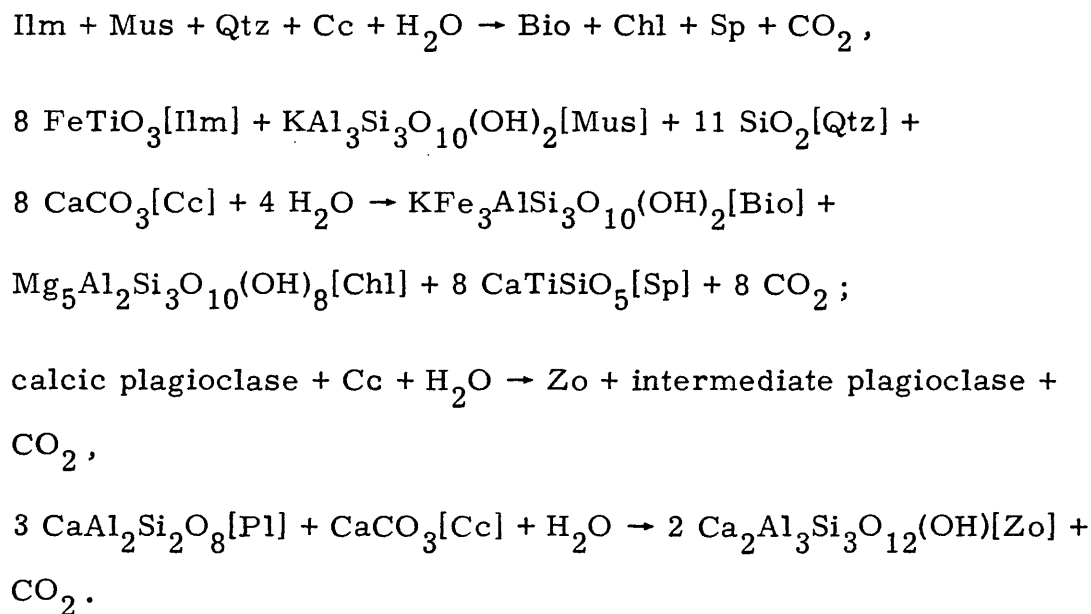 Ilm + Mus + Qtz + Cc + H₂O → Bio + Chl + Sp + CO₂ ,
8 FeTiO₃[Ilm] + KAl₃Si₃O₁₀(OH)₂[Mus] + 11 SiO₂[Qtz] +
8 CaCO₃[Cc] + 4 H₂O → KFe₃AlSi₃O₁₀(OH)₂[Bio] +
Mg₅Al₂Si₃O₁₀(OH)₈[Chl] + 8 CaTiSiO₅[Sp] + 8 CO₂ ;
calcic plagioclase + Cc + H₂O → Zo + intermediate plagioclase +
CO₂ ,
3 CaAl₂Si₂O₈[Pl] + CaCO₃[Cc] + H₂O → 2 Ca₂Al₃Si₃O₁₂(OH)[Zo] +
CO₂ .